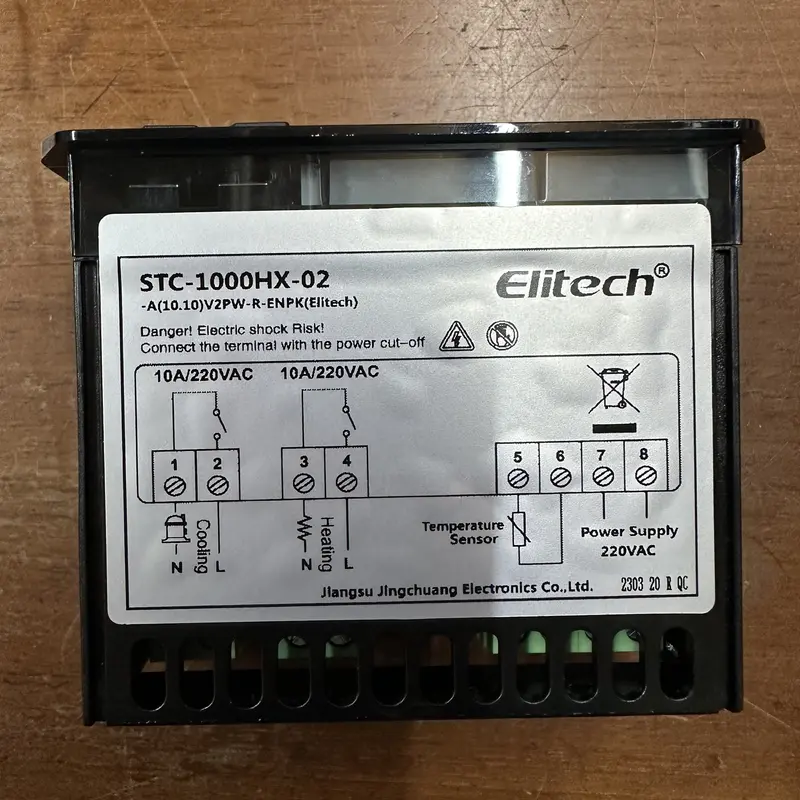 STC-1000HX-02
Elitech®
-A(10.10)V2PW-R-ENPK(Elitech)
Danger! Electric shock Risk!
Connect the terminal with the power cut-off
10A/220VAC 10A/220VAC
1 2 3 4 5 6 7 8
Cooling
N L
Heating
N L
Temperature
Sensor
Power Supply
220VAC
Jiangsu Jingchuang Electronics Co.,Ltd.
2303 20 R QC